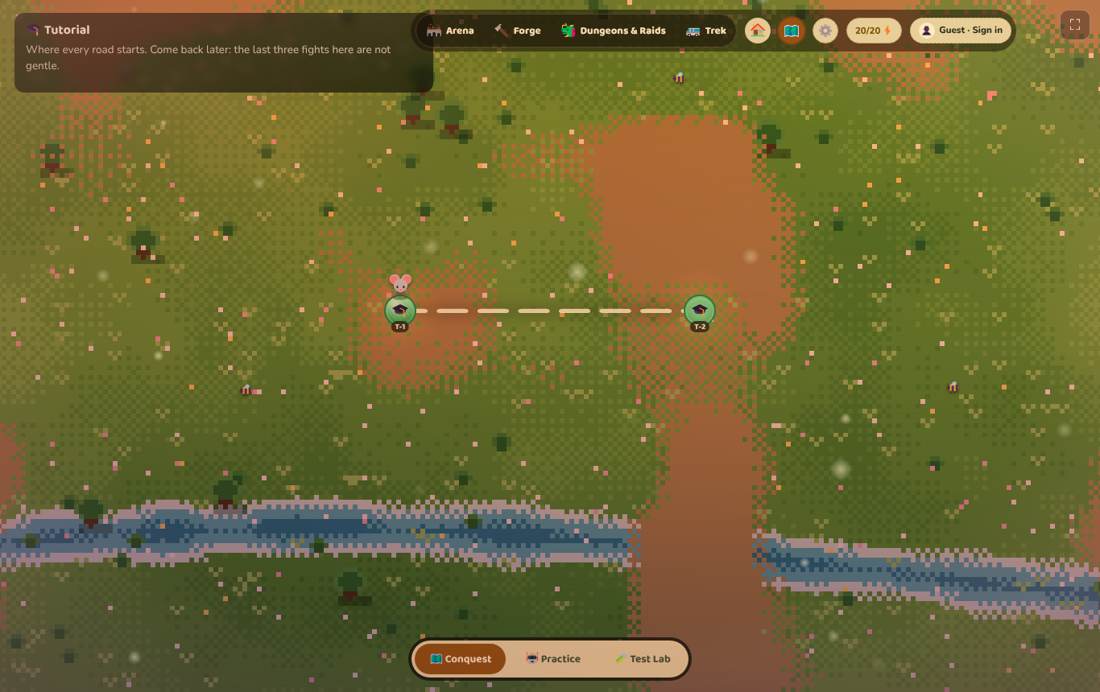 Tutorial
Where every road starts. Come back later: the last three fights here are not
gentle.
Arena
Forge
Dungeons & Raids
Trek
20/20
Guest · Sign in
T-1
T-2
Conquest
Practice
Test Lab